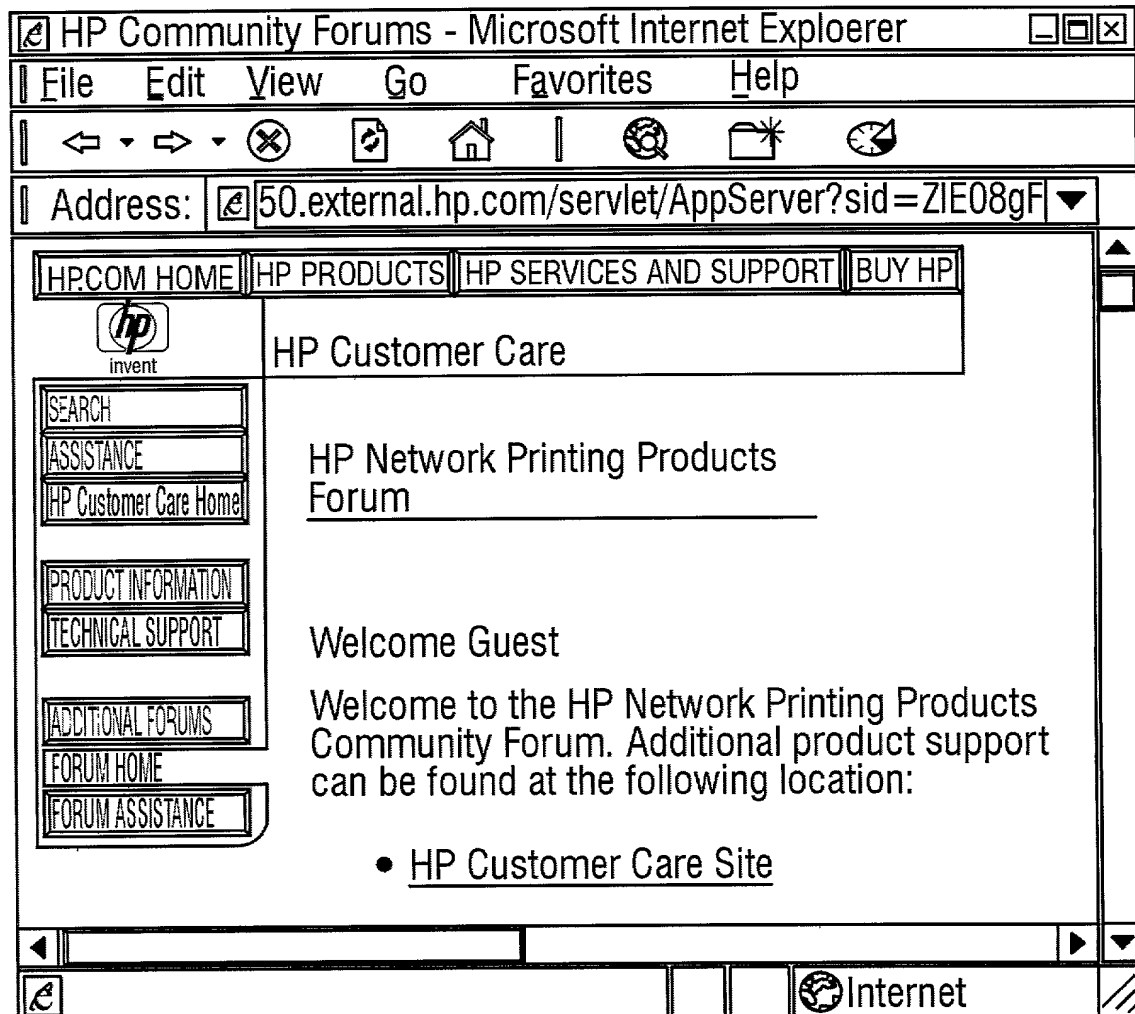 HP Community Forums - Microsoft Internet Exploerer
File Edit View Go Favorites Help
Address: 50.external.hp.com/servlet/AppServer?sid=ZIE08gF
HP.COM HOME HP PRODUCTS HP SERVICES AND SUPPORT BUY HP
hp
invent
HP Customer Care
SEARCH
ASSISTANCE
HP Customer Care Home
PRODUCT INFORMATION
TECHNICAL SUPPORT
ADDITIONAL FORUMS
FORUM HOME
FORUM ASSISTANCE
HP Network Printing Products
Forum
Welcome Guest
Welcome to the HP Network Printing Products
Community Forum. Additional product support
can be found at the following location:
• HP Customer Care Site
Internet